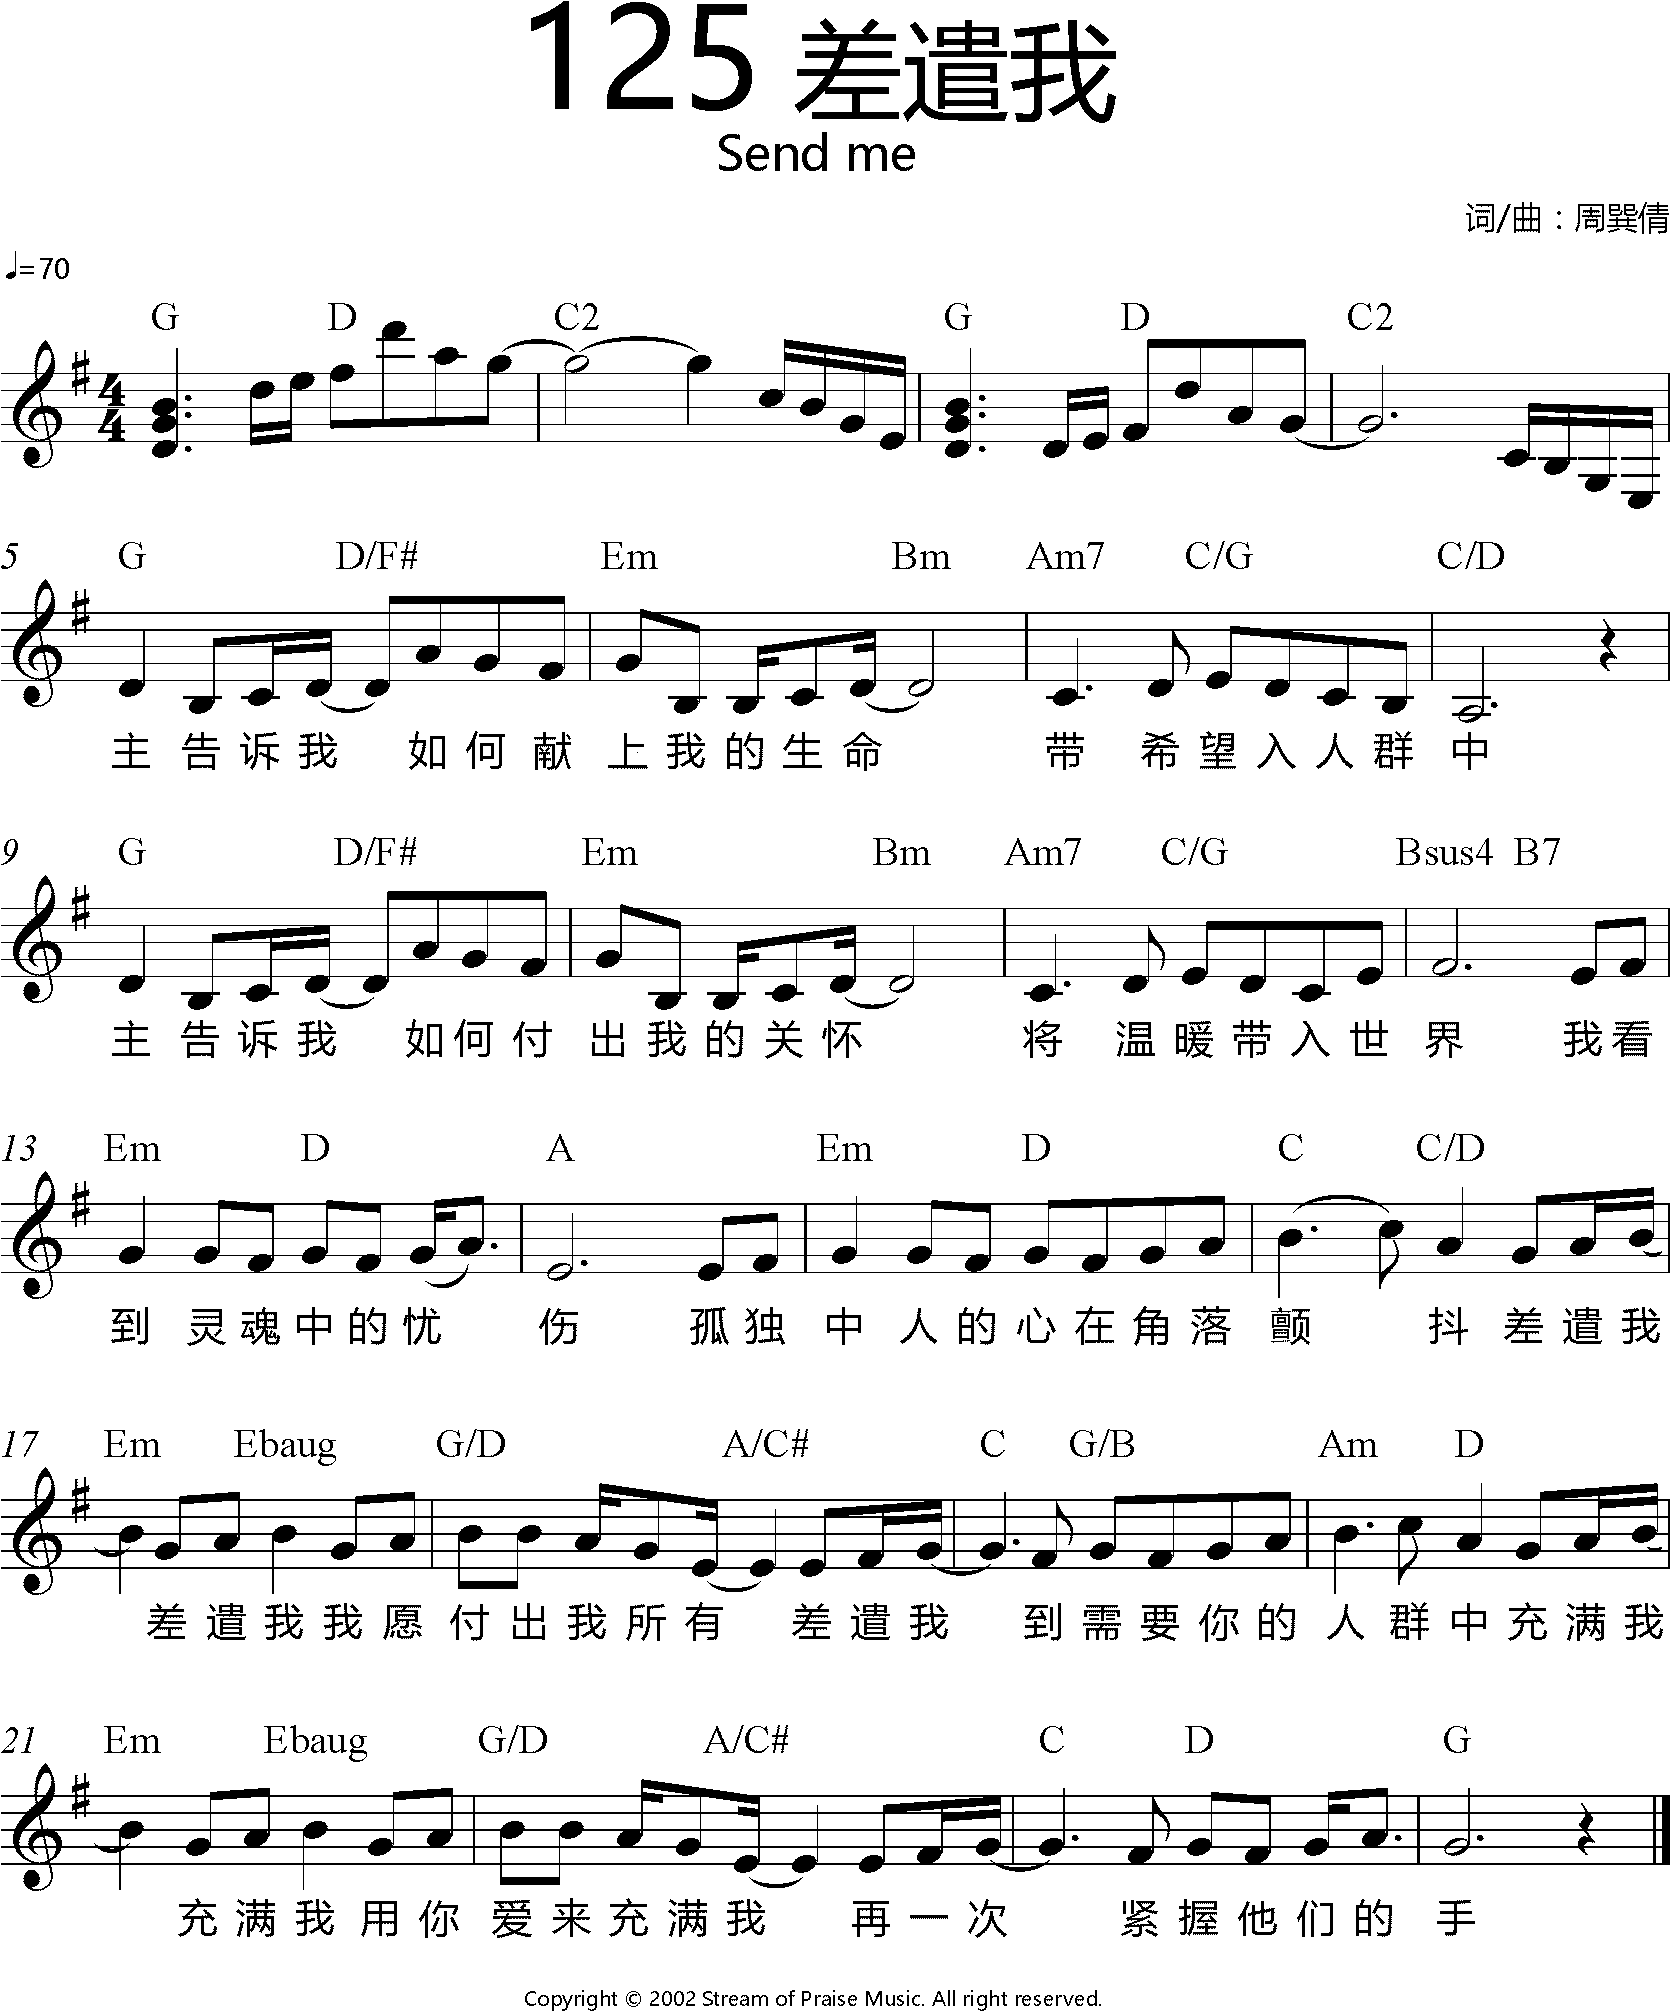 125 差遣我
Send me
词/曲：周巽倩
♩=70
G D C2 G D C2
4/4
5 G D/F# Em Bm Am7 C/G C/D
主告诉我 如何献上我的生命 带 希望入人群中
9 G D/F# Em Bm Am7 C/G Bsus4 B7
主告诉我 如何付出我的关怀 将 温暖带入世界 我看
13 Em D A Em D C C/D
到灵魂中的忧 伤 孤独中人的心在角落颤 抖差遣我
17 Em Ebaug G/D A/C# C G/B Am D
差遣我我愿付出我所有 差遣我 到需要你的人群中充满我
21 Em Ebaug G/D A/C# C D G
充满我用你爱来充满我 再一次 紧握他们的手
Copyright © 2002 Stream of Praise Music. All right reserved.